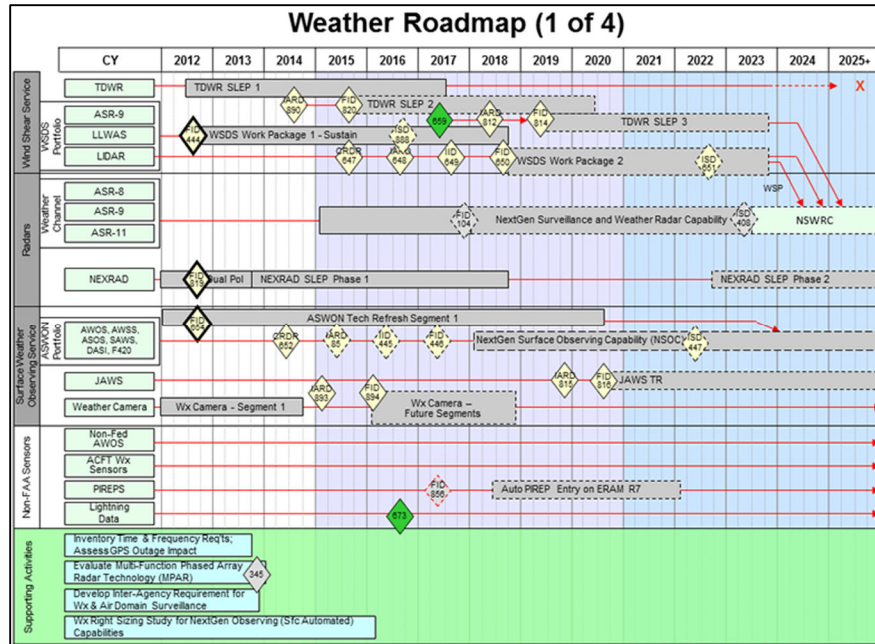 Weather Roadmap (1 of 4)
CY 2012 2013 2014 2015 2016 2017 2018 2019 2020 2021 2022 2023 2024 2025+
Wind Shear Service
TDWR
TDWR SLEP 1
X
IARD 890
FID 820
TDWR SLEP 2
WSDS Portfolio
ASR-9
LLWAS
LIDAR
659
IARD 812
FID 814
TDWR SLEP 3
FID 444
WSDS Work Package 1 - Sustain
ISD 888
CRDR 647
648
IID 649
FID 650
WSDS Work Package 2
ISD 651
WSP
Radars
Weather Channel
ASR-8
ASR-9
ASR-11
FID 104
NextGen Surveillance and Weather Radar Capability
ISD 408
NSWRC
NEXRAD
FID
Dual Pol
NEXRAD SLEP Phase 1
NEXRAD SLEP Phase 2
Surface Weather Observing Service
ASWON Portfolio
AWOS, AWSS,
ASOS, SAWS,
DASI, F420
FID
ASWON Tech Refresh Segment 1
CRDR 652
IARD
IID 445
FID 446
NextGen Surface Observing Capability (NSOC)
ISD 447
JAWS
IARD 893
FID 894
IARD 815
FID 816
JAWS TR
Weather Camera
Wx Camera - Segment 1
Wx Camera –
Future Segments
Non-FAA Sensors
Non-Fed
AWOS
ACFT Wx
Sensors
PIREPS
FID 856
Auto PIREP Entry on ERAM R7
Lightning
Data
673
Supporting Activities
Inventory Time & Frequency Req'ts;
Assess GPS Outage Impact
Evaluate Multi-Function Phased Array
Radar Technology (MPAR)
345
Develop Inter-Agency Requirement for
Wx & Air Domain Surveillance
Wx Right Sizing Study for NextGen Observing (Sfc Automated)
Capabilities